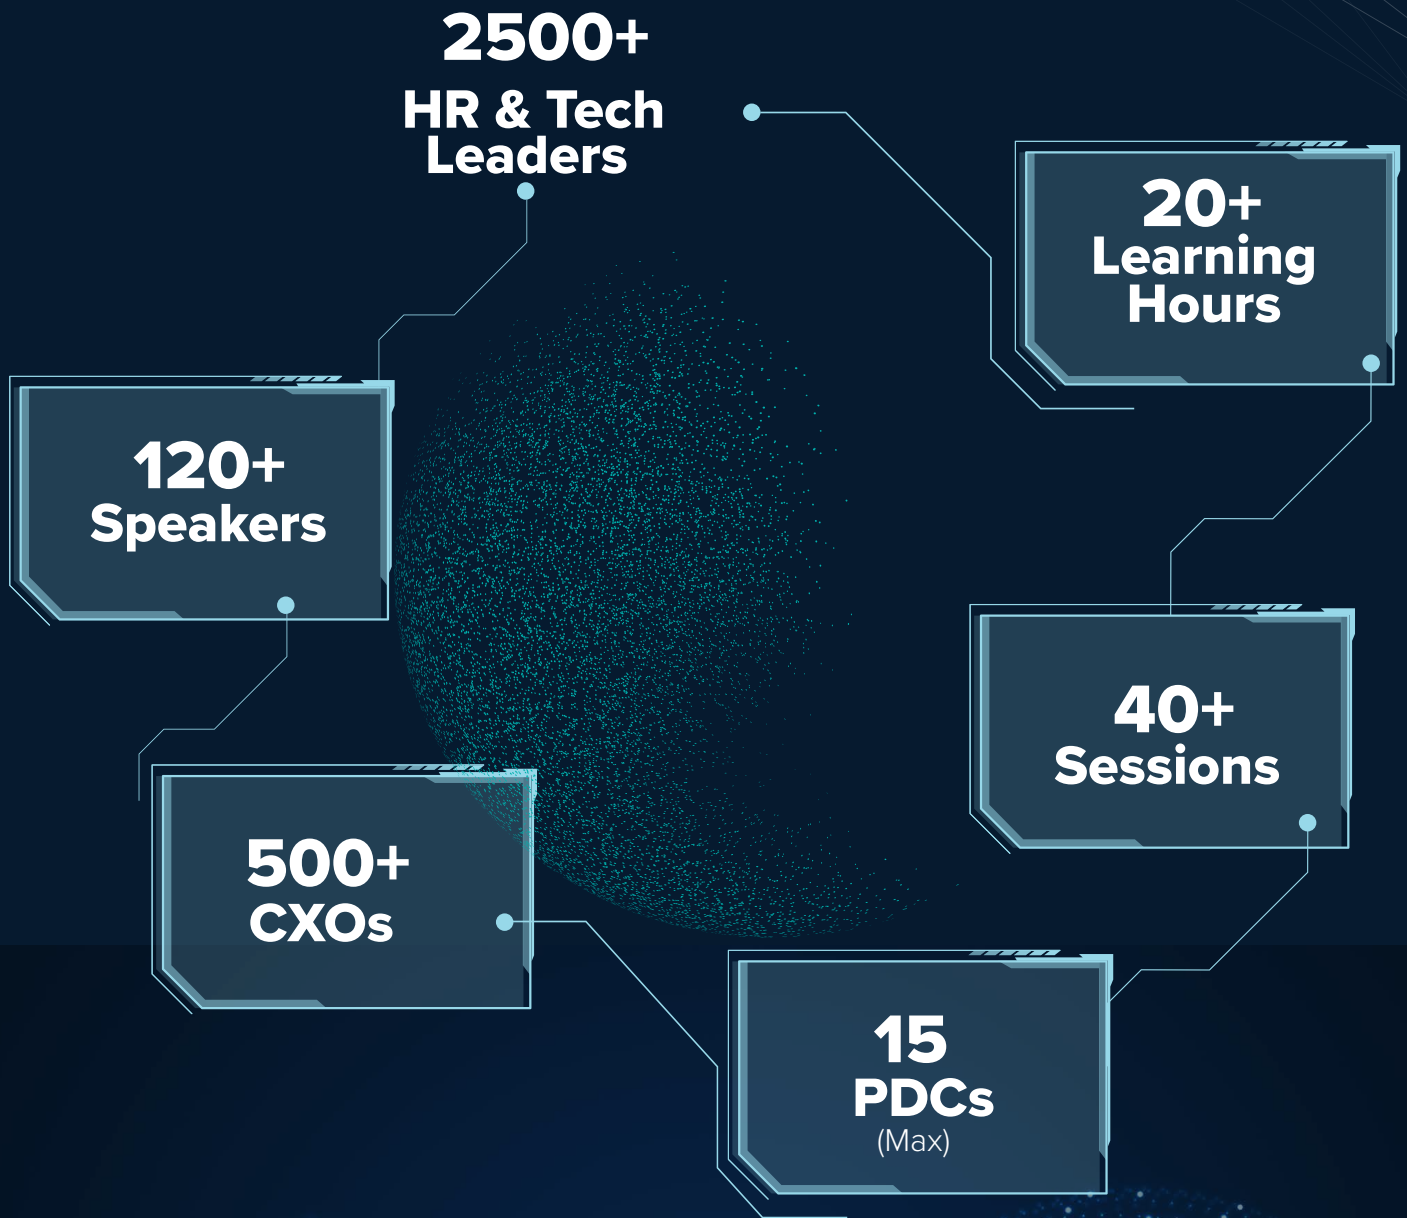 2500+
HR & Tech
Leaders
20+
Learning
Hours
120+
Speakers
40+
Sessions
500+
CXOs
15
PDCs
(Max)